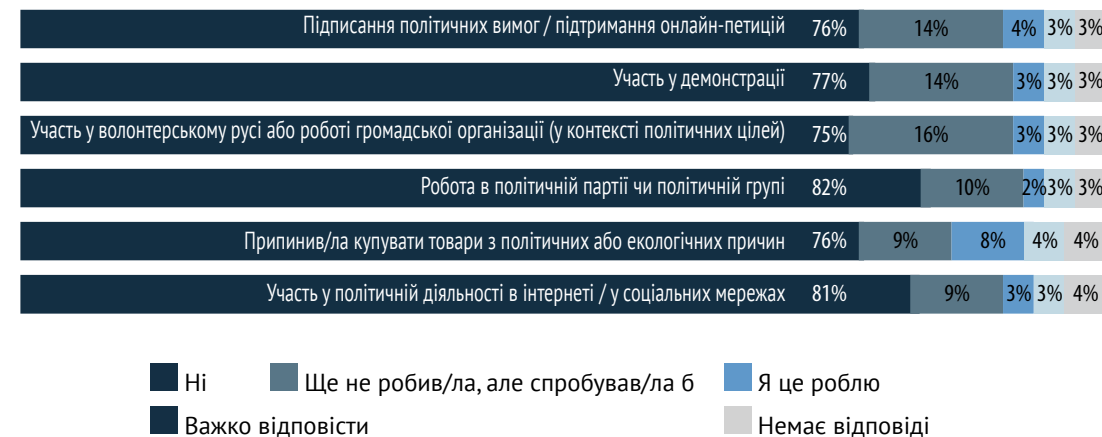 Підписання політичних вимог / підтримання онлайн-петицій 76% 14% 4% 3% 3%
Участь у демонстрації 77% 14% 3% 3% 3%
Участь у волонтерському русі або роботі громадської організації (у контексті політичних цілей) 75% 16% 3% 3% 3%
Робота в політичній партії чи політичній групі 82% 10% 2% 3% 3%
Припинив/ла купувати товари з політичних або екологічних причин 76% 9% 8% 4% 4%
Участь у політичній діяльності в інтернеті / у соціальних мережах 81% 9% 3% 3% 4%
Ні Ще не робив/ла, але спробував/ла б Я це роблю
Важко відповісти Немає відповіді